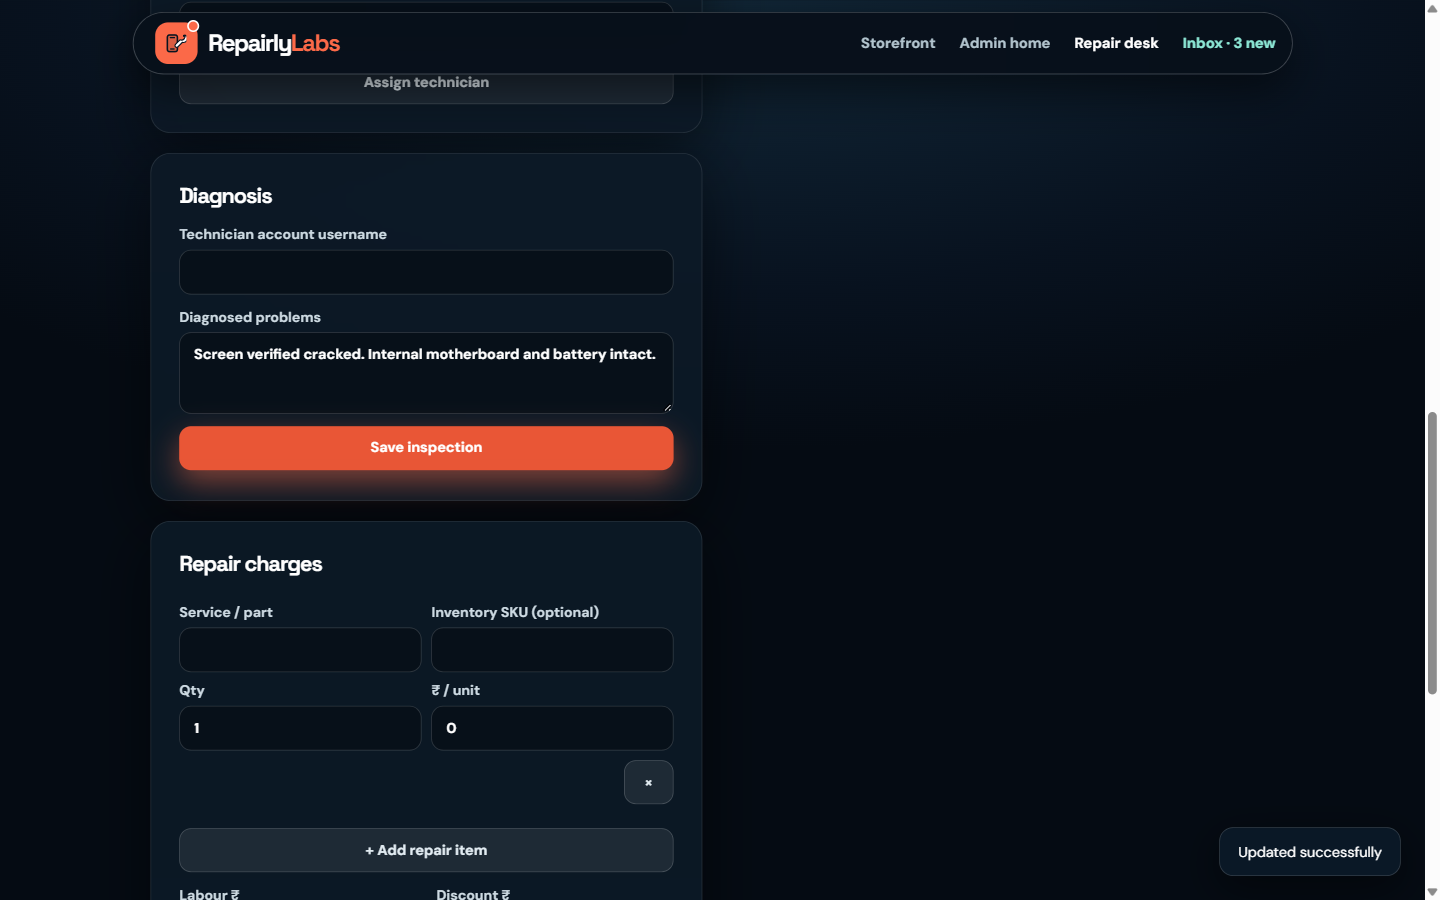 RepairlyLabs
Storefront
Admin home
Repair desk
Inbox · 3 new
Assign technician
Diagnosis
Technician account username
Diagnosed problems
Screen verified cracked. Internal motherboard and battery intact.
Save inspection
Repair charges
Service / part
Inventory SKU (optional)
Qty
₹ / unit
1
0
×
+ Add repair item
Labour ₹
Discount ₹
Updated successfully